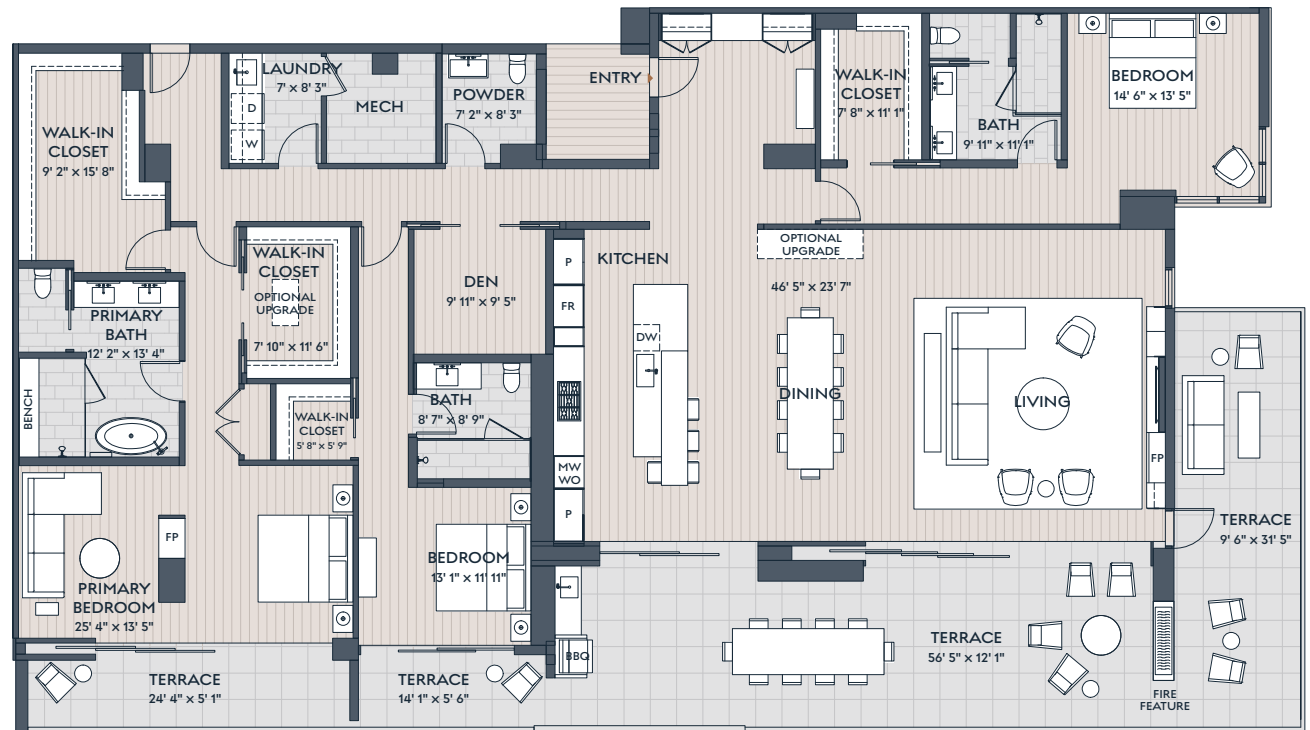 WALK-IN
CLOSET
9' 2" x 15' 8"
LAUNDRY
7' x 8' 3"
D
W
MECH
POWDER
7' 2" x 8' 3"
ENTRY
WALK-IN
CLOSET
7' 8" x 11' 1"
BATH
9' 11" x 11' 1"
BEDROOM
14' 6" x 13' 5"
PRIMARY
BATH
12' 2" x 13' 4"
BENCH
WALK-IN
CLOSET
OPTIONAL
UPGRADE
7' 10" x 11' 6"
WALK-IN
CLOSET
5' 8" x 5' 9"
DEN
9' 11" x 9' 5"
BATH
8' 7" x 8' 9"
P
FR
KITCHEN
DW
MW
WO
P
OPTIONAL
UPGRADE
46' 5" x 23' 7"
DINING
LIVING
FP
TERRACE
9' 6" x 31' 5"
FP
PRIMARY
BEDROOM
25' 4" x 13' 5"
BEDROOM
13' 1" x 11' 11"
BBQ
TERRACE
24' 4" x 5' 1"
TERRACE
14' 1" x 5' 6"
TERRACE
56' 5" x 12' 1"
FIRE
FEATURE